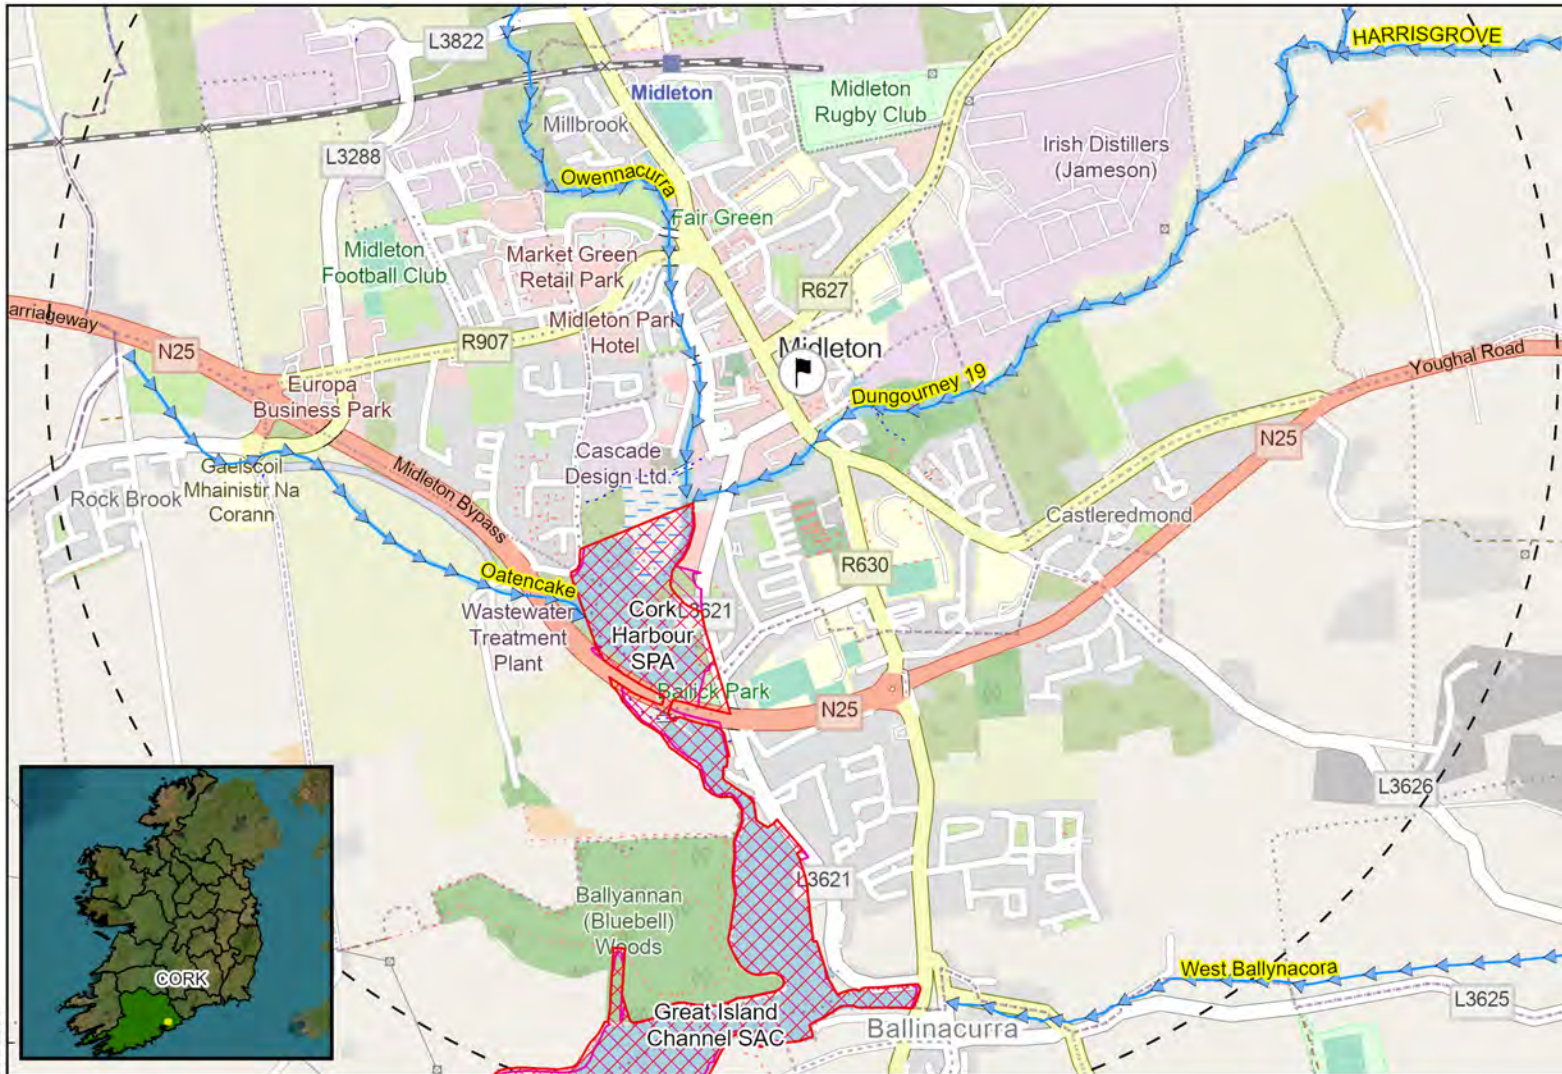 L3822
HARRISGROVE
Midleton
Midleton
Rugby Club
Millbrook
Irish Distillers
(Jameson)
L3288
Owennacurra
Fair Green
Midleton
Football Club
Market Green
Retail Park
R627
arriageway
N25
R907
Midleton Park
Hotel
Midleton
Youghal Road
Europa
Business Park
Dungourney 19
N25
Cascade
Design Ltd.
Gaelscoil
Mhainistir Na
Corann
Midleton Bypass
Rock Brook
Castleredmond
R630
Oatencake
Wastewater
Treatment
Plant
Cork
Harbour
SPA
L3621
Bailick Park
N25
L3626
L3621
Ballyannan
(Bluebell)
Woods
CORK
West Ballynacora
L3625
Great Island
Channel SAC
Ballinacurra